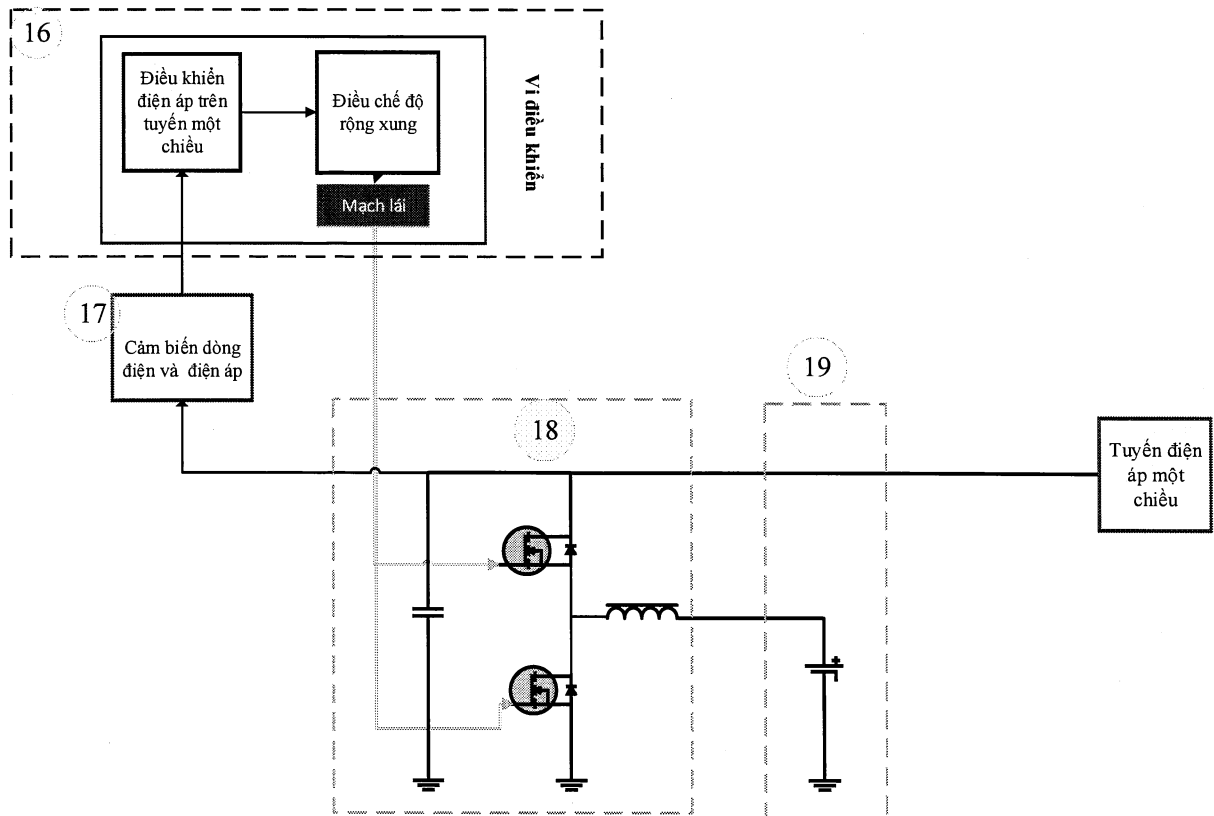 16
Điều khiển
điện áp trên
tuyến một
chiều
Điều chế độ
rộng xung
Mạch lái
Vi điều khiển
17
Cảm biến dòng
điện và điện áp
18
19
Tuyến điện
áp một
chiều